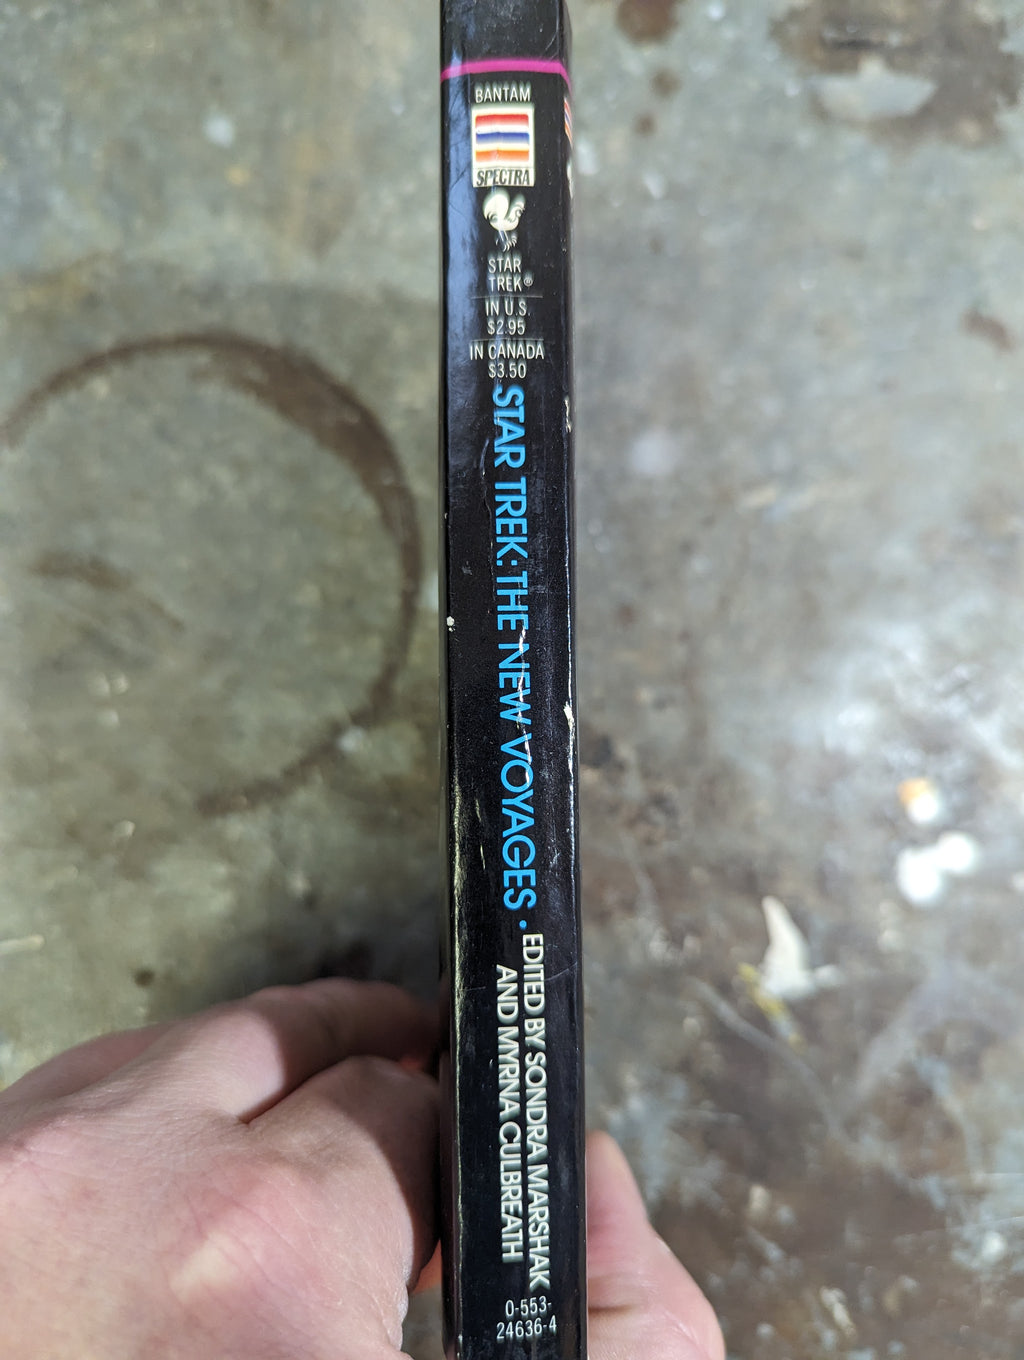 BANTAM
SPECTRA
STAR
TREK®
IN U.S.
$2.95
IN CANADA
$3.50
STAR TREK: THE NEW VOYAGES •
EDITED BY SONDRA MARSHAK
AND MYRNA CULBREATH
0-553-
24636-4